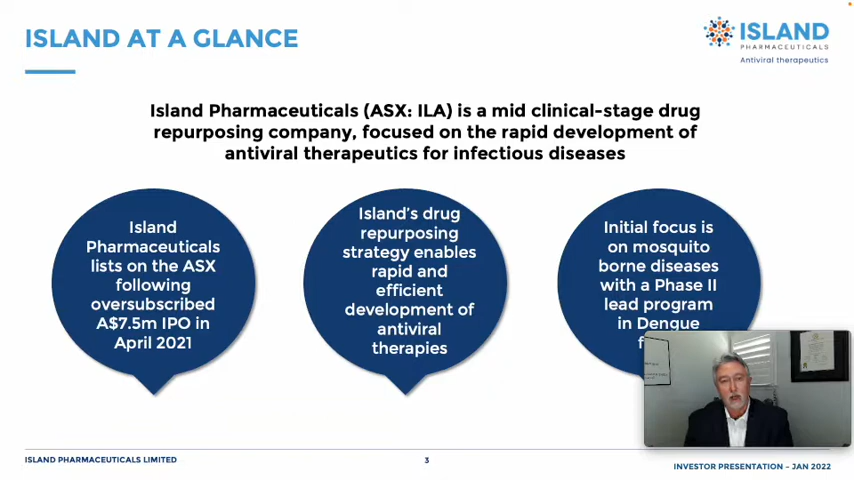 ISLAND AT A GLANCE
ISLAND
PHARMACEUTICALS
Antiviral therapeutics
Island Pharmaceuticals (ASX: ILA) is a mid clinical-stage drug
repurposing company, focused on the rapid development of
antiviral therapeutics for infectious diseases
Island
Pharmaceuticals
lists on the ASX
following
oversubscribed
A$7.5m IPO in
April 2021
Island's drug
repurposing
strategy enables
rapid and
efficient
development of
antiviral
therapies
Initial focus is
on mosquito
borne diseases
with a Phase II
lead program
in Dengue
ISLAND PHARMACEUTICALS LIMITED
3
INVESTOR PRESENTATION – JAN 2022